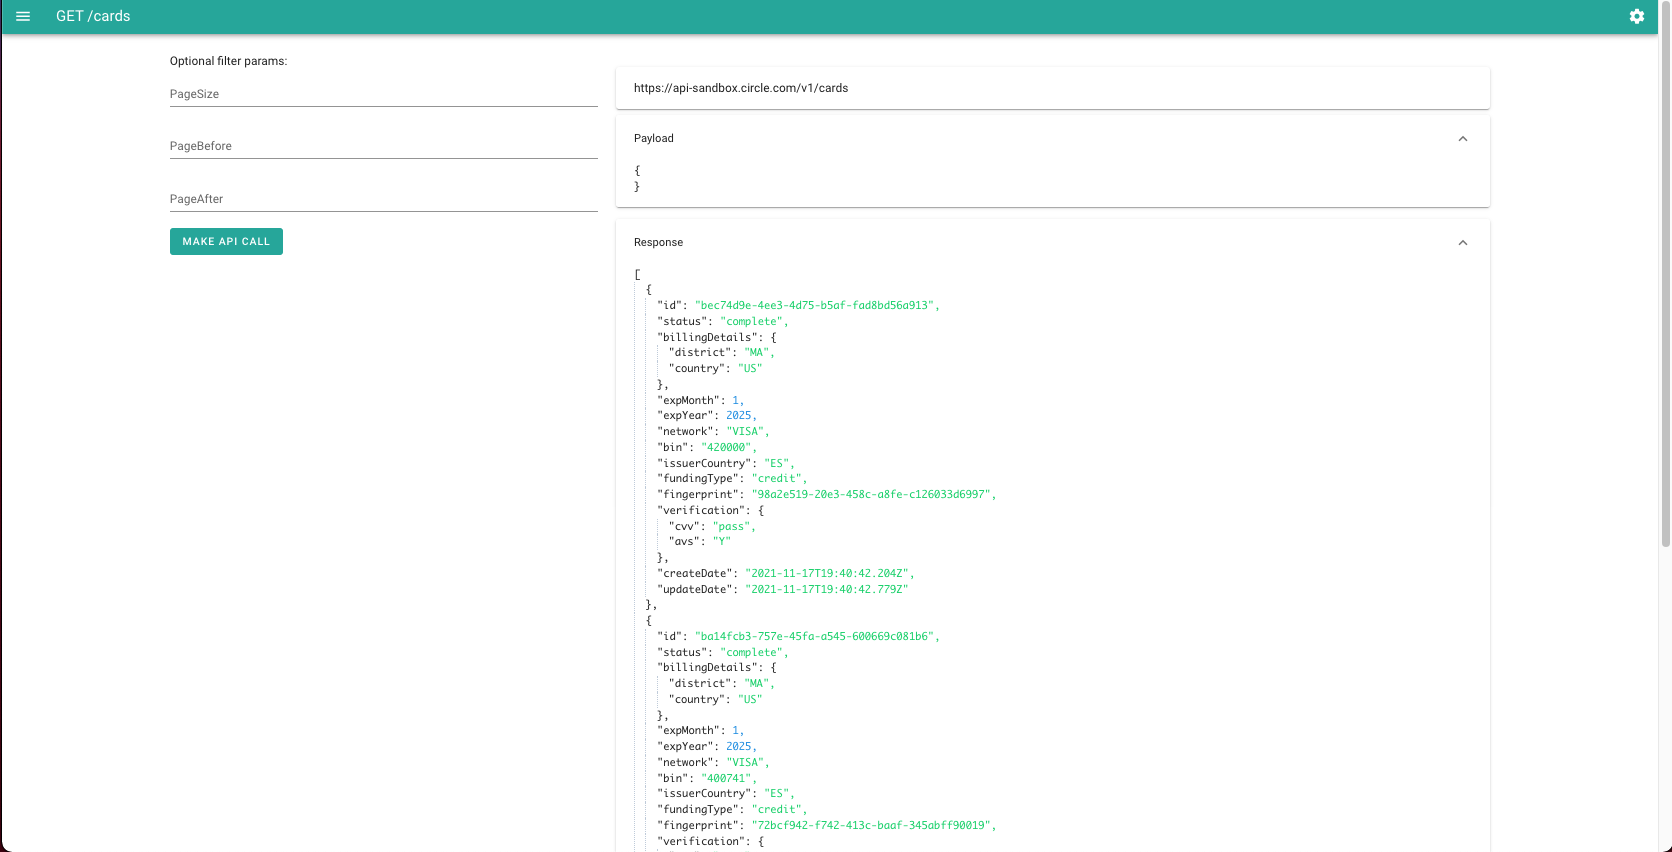 GET /cards
Optional filter params:
PageSize
PageBefore
PageAfter
MAKE API CALL
https://api-sandbox.circle.com/v1/cards
Payload
{
}
Response
[
{
"id": "bec74d9e-4ee3-4d75-b5af-fad8bd56a913",
"status": "complete",
"billingDetails": {
"district": "MA",
"country": "US"
},
"expMonth": 1,
"expYear": 2025,
"network": "VISA",
"bin": "420000",
"issuerCountry": "ES",
"fundingType": "credit",
"fingerprint": "98a2e519-20e3-458c-a8fe-c126033d6997",
"verification": {
"cvv": "pass",
"avs": "Y"
},
"createDate": "2021-11-17T19:40:42.204Z",
"updateDate": "2021-11-17T19:40:42.779Z"
},
{
"id": "ba14fcb3-757e-45fa-a545-600669c081b6",
"status": "complete",
"billingDetails": {
"district": "MA",
"country": "US"
},
"expMonth": 1,
"expYear": 2025,
"network": "VISA",
"bin": "400741",
"issuerCountry": "ES",
"fundingType": "credit",
"fingerprint": "72bcf942-f742-413c-baaf-345abff90019",
"verification": {